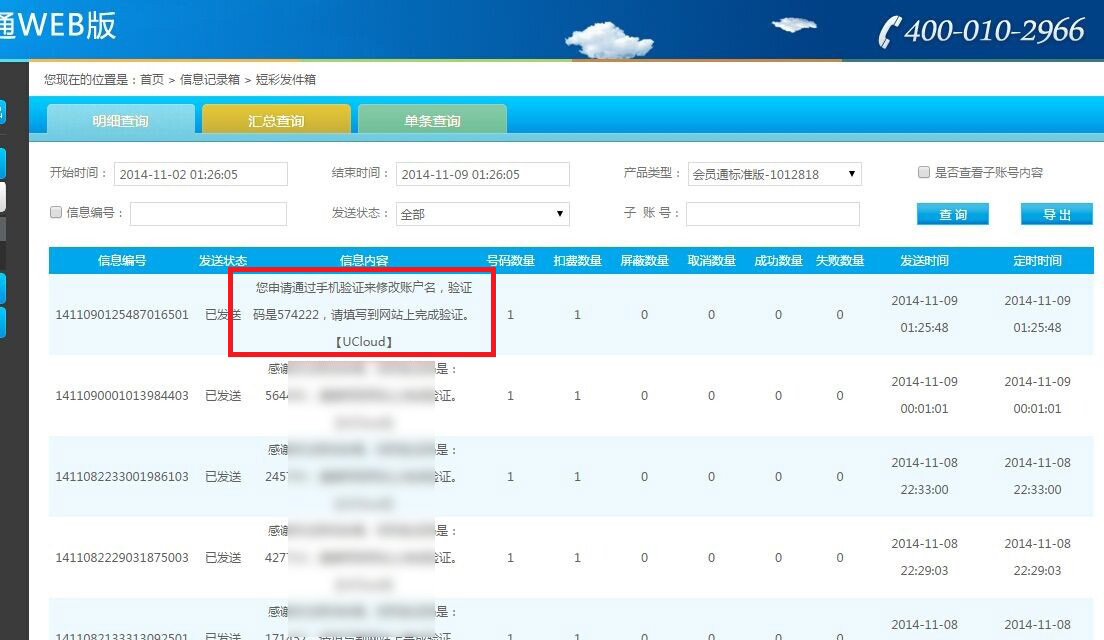 通WEB版
400-010-2966
您现在的位置是：首页 > 信息记录箱 > 短彩发件箱
明细查询 汇总查询 单条查询
开始时间： 2014-11-02 01:26:05 结束时间： 2014-11-09 01:26:05 产品类型： 会员通标准版-1012818 是否查看子账号内容
信息编号： 发送状态： 全部 子 账 号： 查 询 导 出
信息编号 发送状态 信息内容 号码数量 扣费数量 屏蔽数量 取消数量 成功数量 失败数量 发送时间 定时时间
您申请通过手机验证来修改账户名，验证
1411090125487016501 已发送 码是574222，请填写到网站上完成验证。 1 1 0 0 0 0 2014-11-09 2014-11-09
【UCloud】 01:25:48 01:25:48
感谢 是：
1411090001013984403 已发送 564 证。 1 1 0 0 0 0 2014-11-09 2014-11-09
00:01:01 00:01:01
感谢 是：
1411082233001986103 已发送 245 证。 1 1 0 0 0 0 2014-11-08 2014-11-08
22:33:00 22:33:00
感谢 是：
1411082229031875003 已发送 427 证。 1 1 0 0 0 0 2014-11-08 2014-11-08
22:29:03 22:29:03
感谢 是：
1411082133313092501 已发送 证。 1 1 0 0 0 0 2014-11-08 2014-11-08